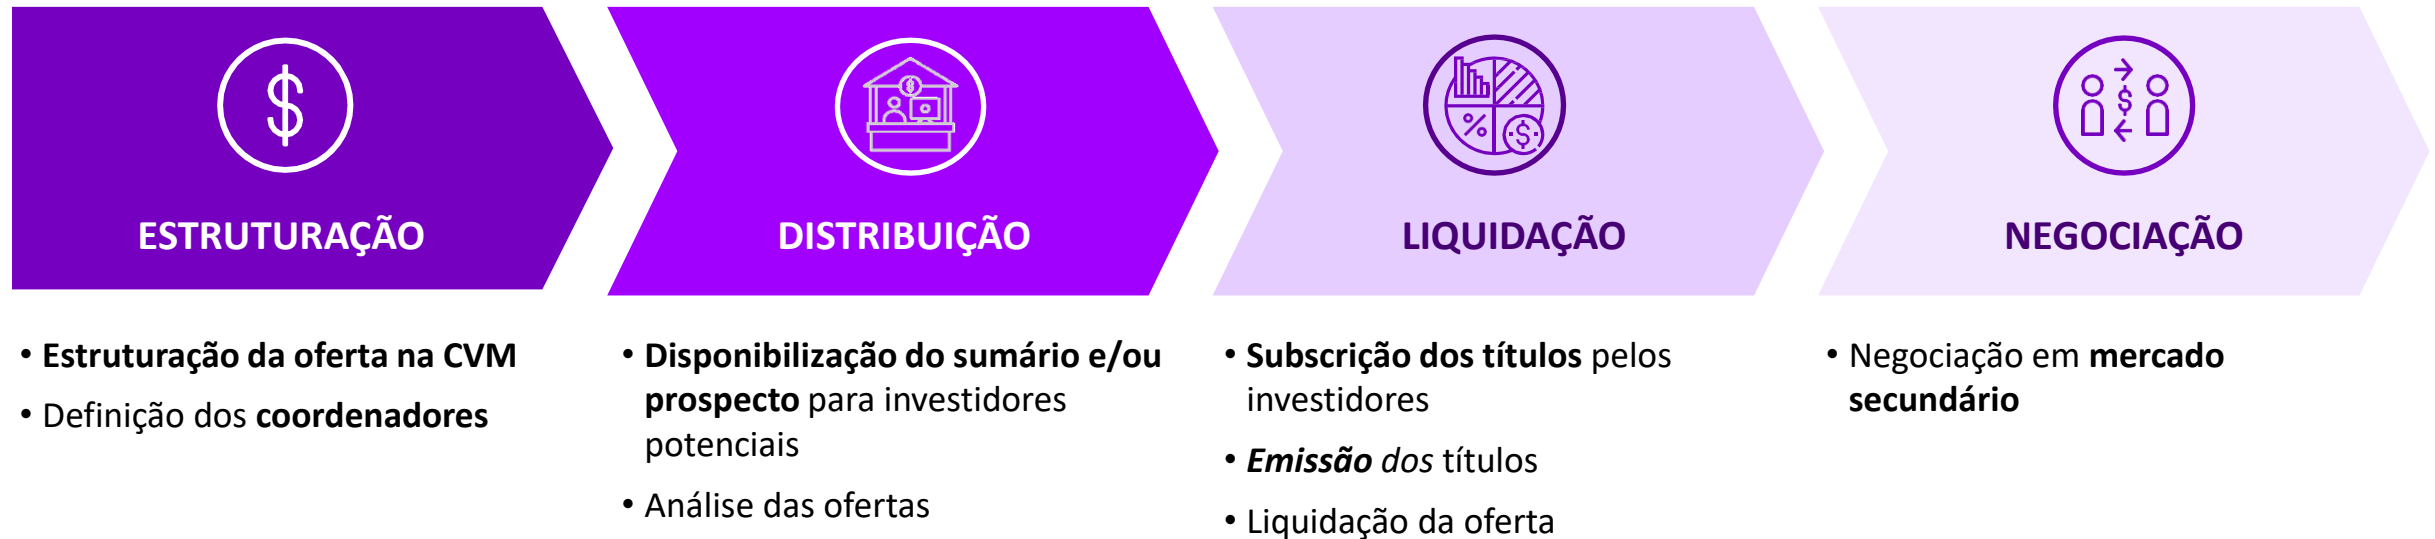 ESTRUTURAÇÃO
• Estruturação da oferta na CVM
• Definição dos coordenadores
DISTRIBUIÇÃO
• Disponibilização do sumário e/ou
prospecto para investidores
potenciais
• Análise das ofertas
LIQUIDAÇÃO
• Subscrição dos títulos pelos
investidores
• Emissão dos títulos
• Liquidação da oferta
NEGOCIAÇÃO
• Negociação em mercado
secundário